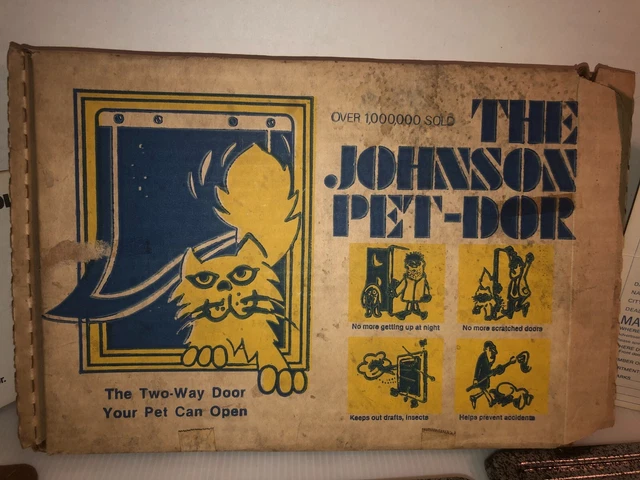 OVER 1,000,000 SOLD
THE
JOHNSON
PET-DOR
No more getting up at night
No more scratched doors
Keeps out drafts, insects
Helps prevent accidents
The Two-Way Door
Your Pet Can Open